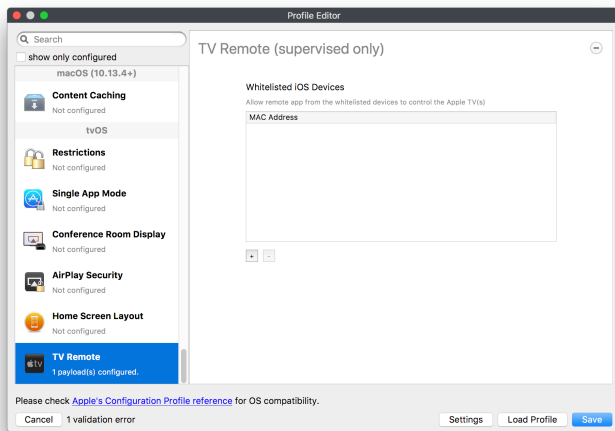 Profile Editor
Search
show only configured
macOS (10.13.4+)
Content Caching
Not configured
tvOS
Restrictions
Not configured
Single App Mode
Not configured
Conference Room Display
Not configured
AirPlay Security
Not configured
Home Screen Layout
Not configured
tv
TV Remote
1 payload(s) configured.
TV Remote (supervised only)
Whitelisted iOS Devices
Allow remote app from the whitelisted devices to control the Apple TV(s)
MAC Address
+ -
Please check Apple's Configuration Profile reference for OS compatibility.
Cancel 1 validation error Settings Load Profile Save